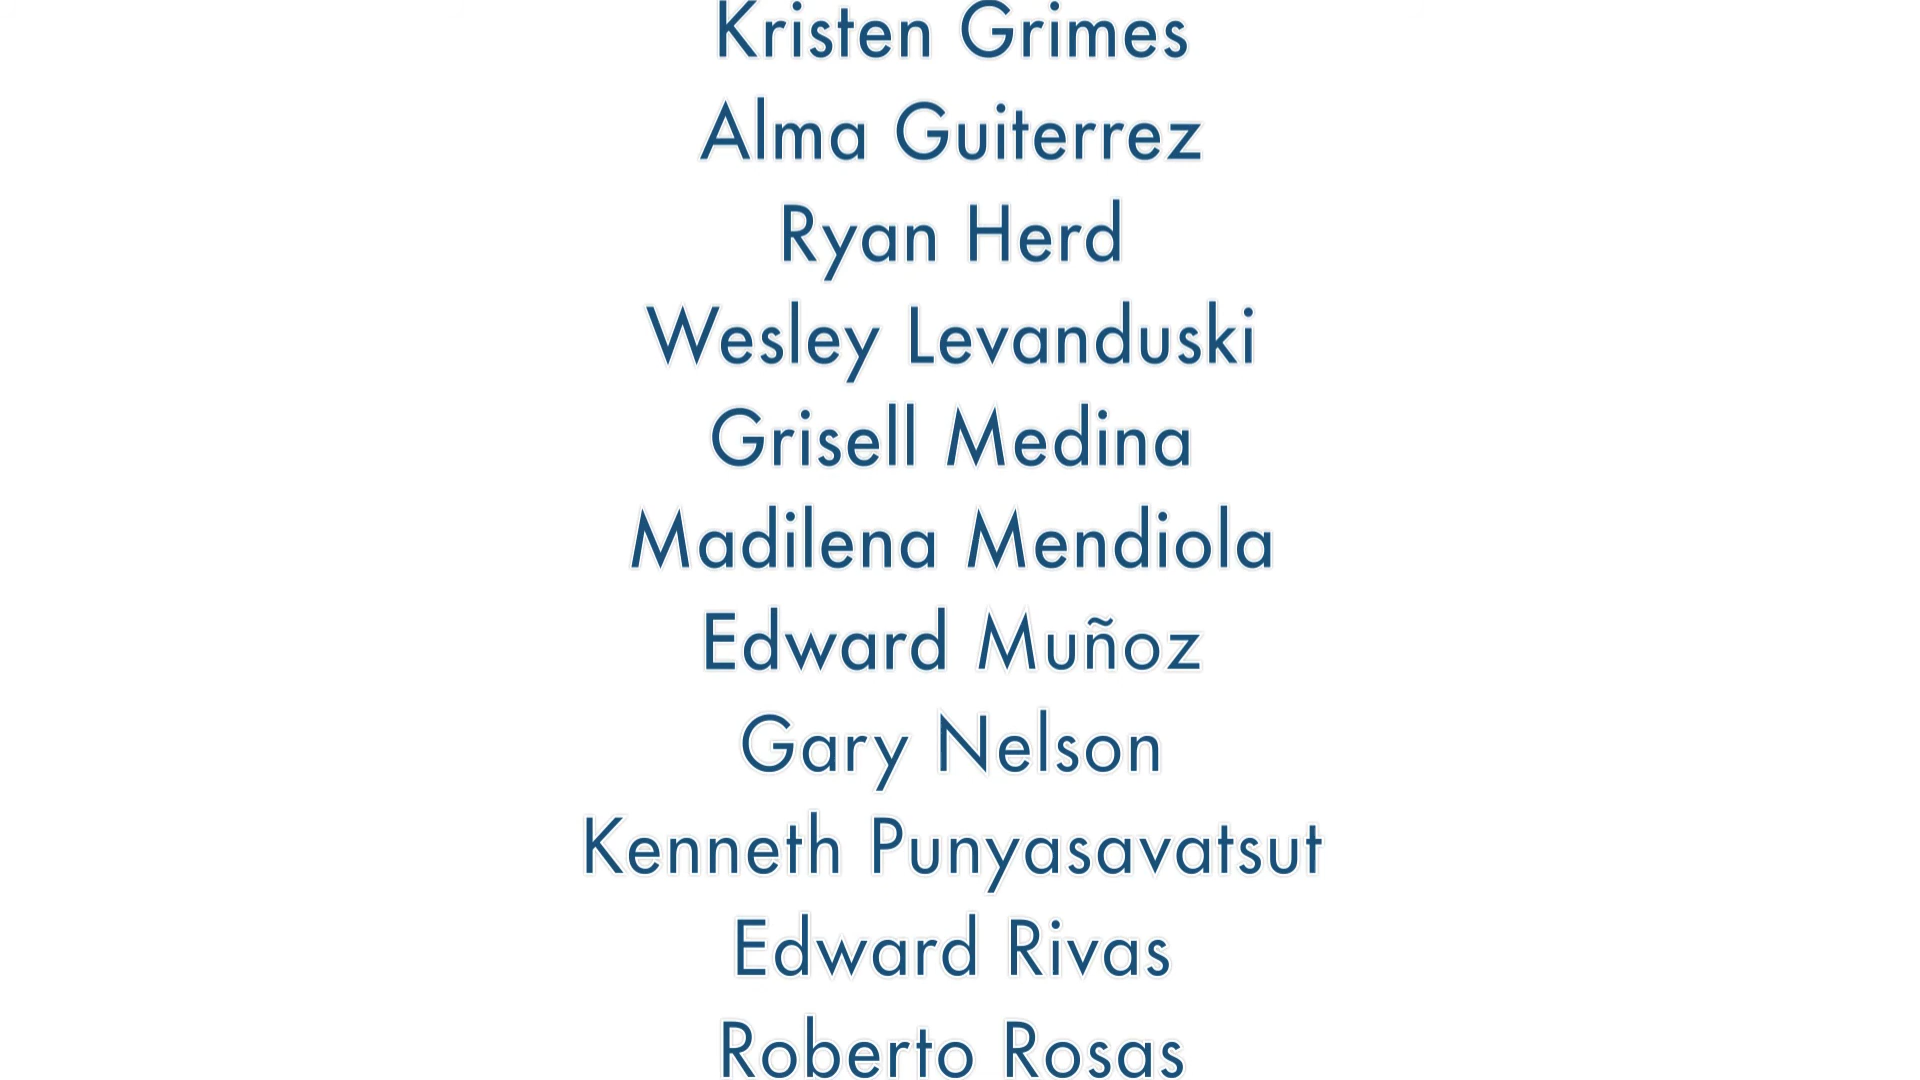 Kristen Grimes
Alma Guiterrez
Ryan Herd
Wesley Levanduski
Grisell Medina
Madilena Mendiola
Edward Muñoz
Gary Nelson
Kenneth Punyasavatsut
Edward Rivas
Roberto Rosas